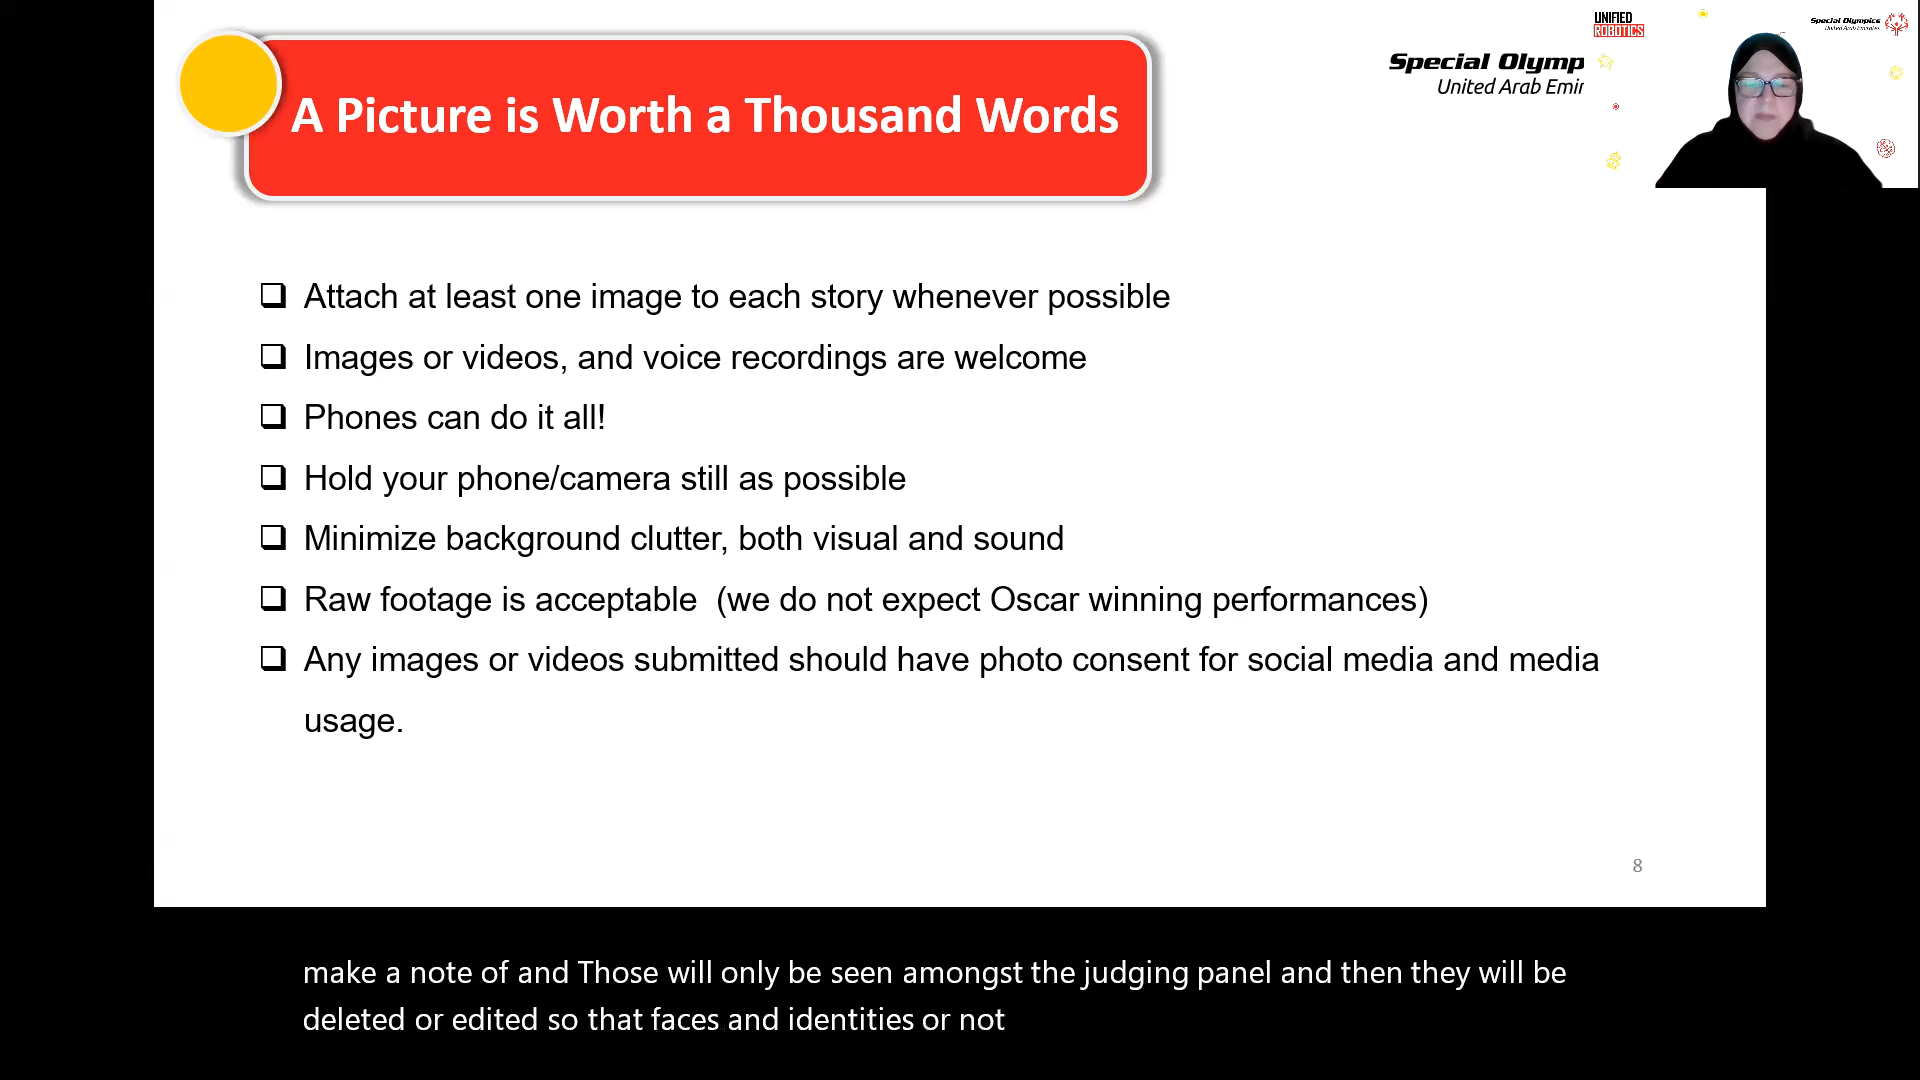 A Picture is Worth a Thousand Words
Special Olymp
United Arab Emir
UNIFIED
ROBOTICS
Special Olympics
United Arab Emirates
❑ Attach at least one image to each story whenever possible
❑ Images or videos, and voice recordings are welcome
❑ Phones can do it all!
❑ Hold your phone/camera still as possible
❑ Minimize background clutter, both visual and sound
❑ Raw footage is acceptable  (we do not expect Oscar winning performances)
❑ Any images or videos submitted should have photo consent for social media and media
usage.
8
make a note of and Those will only be seen amongst the judging panel and then they will be
deleted or edited so that faces and identities or not